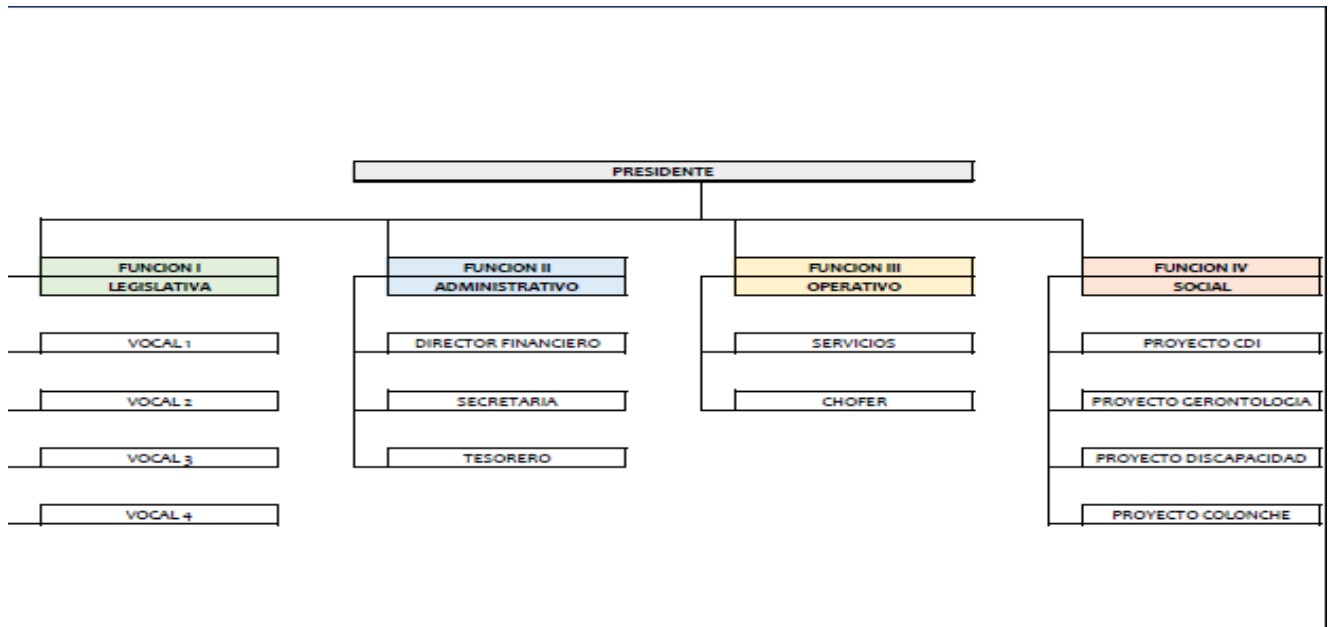 PRESIDENTE
FUNCION I
LEGISLATIVA
VOCAL 1
VOCAL 2
VOCAL 3
VOCAL 4
FUNCION II
ADMINISTRATIVO
DIRECTOR FINANCIERO
SECRETARIA
TESORERO
FUNCION III
OPERATIVO
SERVICIOS
CHOFER
FUNCION IV
SOCIAL
PROYECTO CDI
PROYECTO GERONTOLOGIA
PROYECTO DISCAPACIDAD
PROYECTO COLONCHE